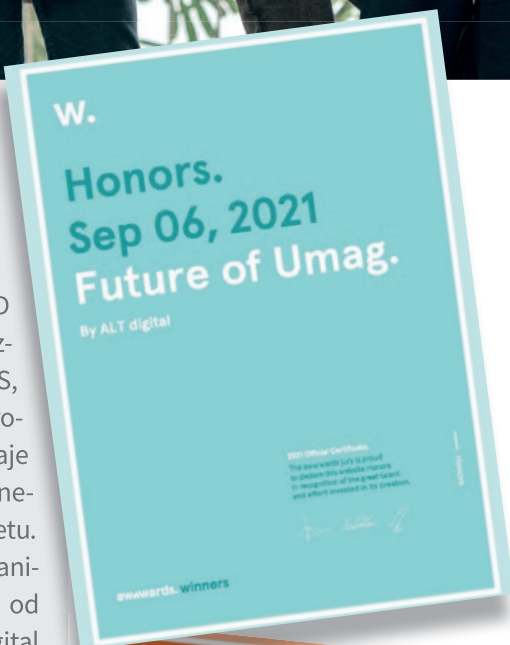 w.
Honors.
Sep 06, 2021
Future of Umag.
By ALT digital
2021 Official Certificate.
The awwwards jury is proud
to declare this website Honors
in recognition of the great talent
and effort invested in its creation.
HONORS
awwwards.winners
z-
S,
ro-
aje
ne-
etu.
ani-
od
gital